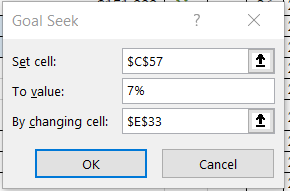 Goal Seek ? ×
Set cell: $C$57
To value: 7%
By changing cell: $E$33
OK Cancel